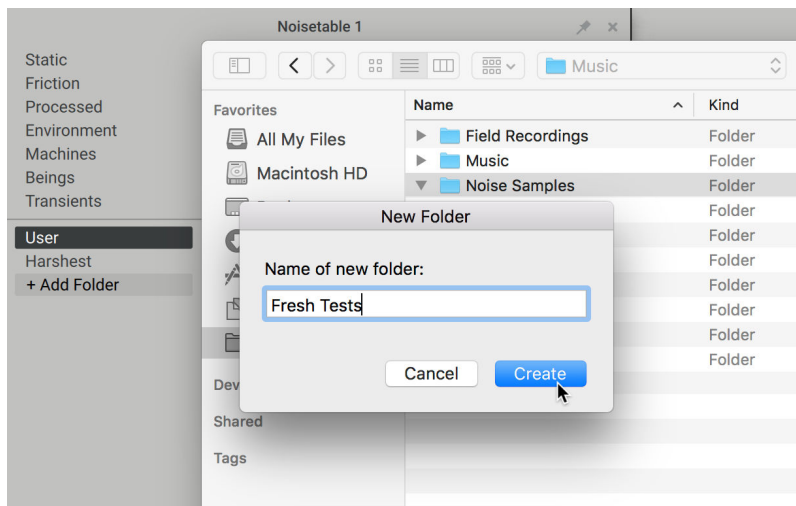 Noisetable 1
Static
Friction
Processed
Environment
Machines
Beings
Transients
User
Harshest
+ Add Folder
Music
Favorites
All My Files
Macintosh HD
Shared
Tags
Name
Kind
Field Recordings
Folder
Music
Folder
Noise Samples
Folder
Folder
Folder
Folder
Folder
Folder
Folder
Folder
New Folder
Name of new folder:
Fresh Tests
Cancel
Create